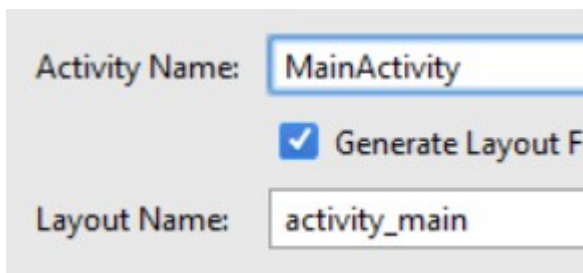 Activity Name: MainActivity
Generate Layout F
Layout Name: activity_main